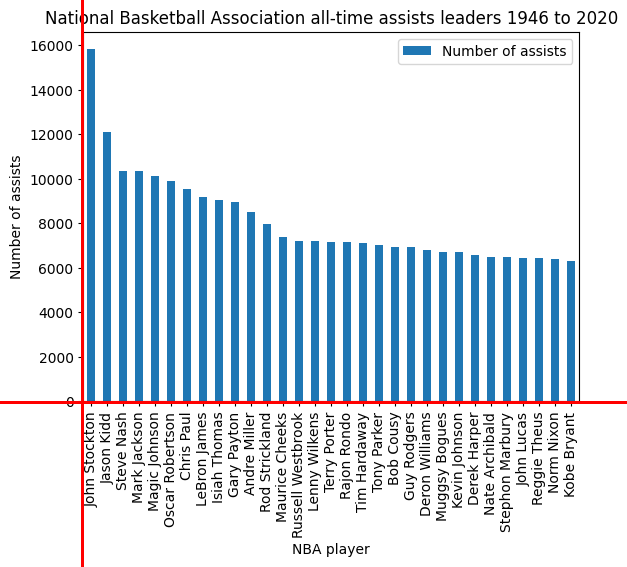 National Basketball Association all-time assists leaders 1946 to 2020
Number of assists
Number of assists
16000
14000
12000
10000
8000
6000
4000
2000
0
John Stockton
Jason Kidd
Steve Nash
Mark Jackson
Magic Johnson
Oscar Robertson
Chris Paul
LeBron James
Isiah Thomas
Gary Payton
Andre Miller
Rod Strickland
Maurice Cheeks
Russell Westbrook
Lenny Wilkens
Terry Porter
Rajon Rondo
Tim Hardaway
Tony Parker
Bob Cousy
Guy Rodgers
Deron Williams
Muggsy Bogues
Kevin Johnson
Derek Harper
Nate Archibald
Stephon Marbury
John Lucas
Reggie Theus
Norm Nixon
Kobe Bryant
NBA player